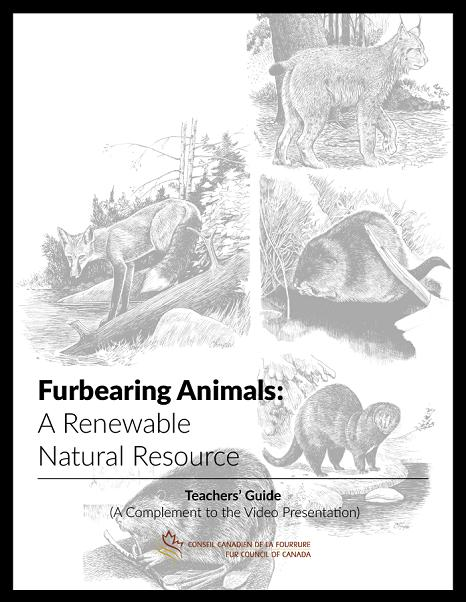 Furbearing Animals:
A Renewable
Natural Resource
Teachers’ Guide
(A Complement to the Video Presentation)
CONSEIL CANADIEN DE LA FOURRURE
FUR COUNCIL OF CANADA